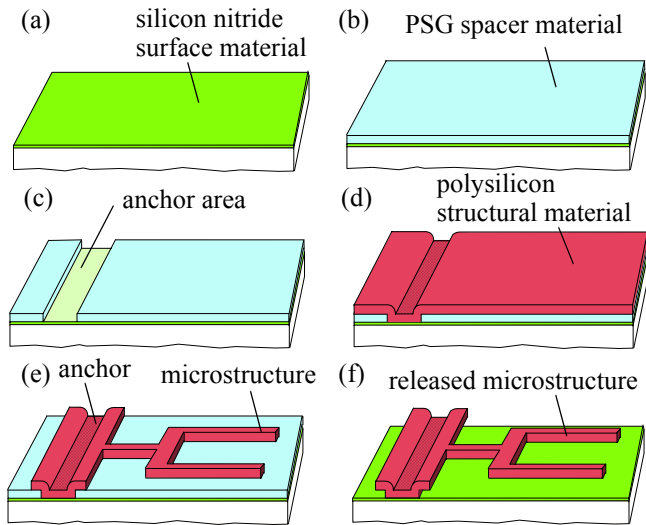 (a)
silicon nitride
surface material
(b)
PSG spacer material
(c)
anchor area
(d)
polysilicon
structural material
(e)
anchor
microstructure
(f)
released microstructure